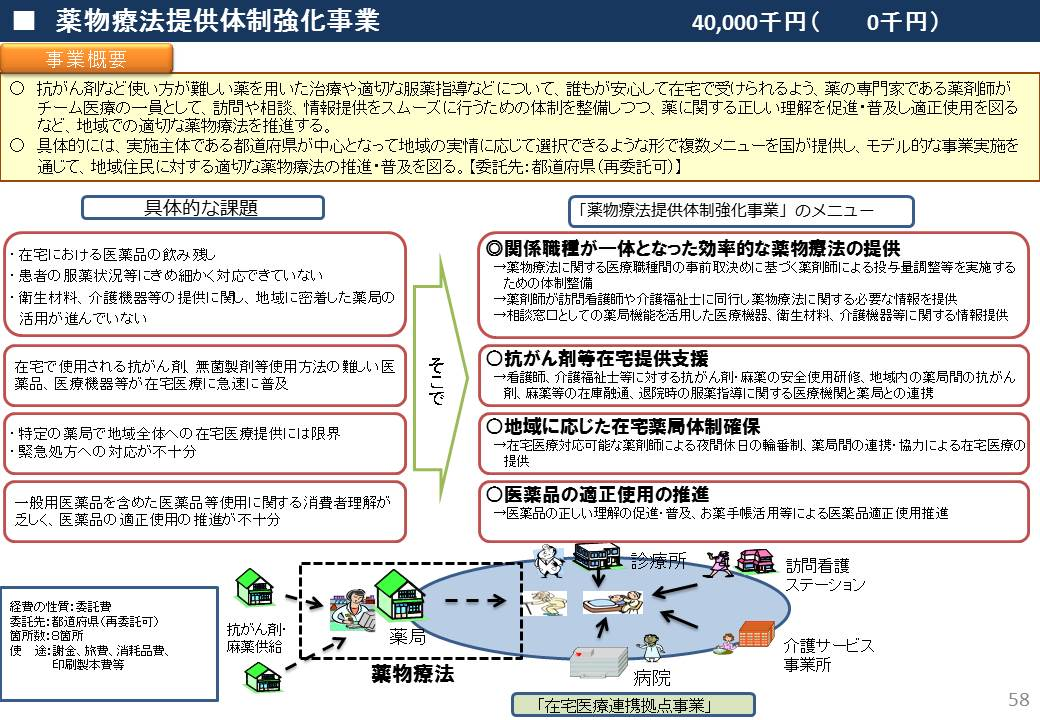 ■ 薬物療法提供体制強化事業 40,000千円(　　0千円)
事業概要
○ 抗がん剤など使い方が難しい薬を用いた治療や適切な服薬指導などについて、誰もが安心して在宅で受けられるよう、薬の専門家である薬剤師が
チーム医療の一員として、訪問や相談、情報提供をスムーズに行うための体制を整備しつつ、薬に関する正しい理解を促進・普及し適正使用を図る
など、地域での適切な薬物療法を推進する。
○ 具体的には、実施主体である都道府県が中心となって地域の実情に応じて選択できるような形で複数メニューを国が提供し、モデル的な事業実施を
通じて、地域住民に対する適切な薬物療法の推進・普及を図る。【委託先:都道府県(再委託可)】
具体的な課題
・在宅における医薬品の飲み残し
・患者の服薬状況等にきめ細かく対応できていない
・衛生材料、介護機器等の提供に関し、地域に密着した薬局の
活用が進んでいない
在宅で使用される抗がん剤、無菌製剤等使用方法の難しい医
薬品、医療機器等が在宅医療に急速に普及
・特定の薬局で地域全体への在宅医療提供には限界
・緊急処方への対応が不十分
一般用医薬品を含めた医薬品等使用に関する消費者理解が
乏しく、医薬品の適正使用の推進が不十分
そこで
「薬物療法提供体制強化事業」のメニュー
◎関係職種が一体となった効率的な薬物療法の提供
→薬物療法に関する医療職種間の事前取決めに基づく薬剤師による投与量調整等を実施する
ための体制整備
→薬剤師が訪問看護師や介護福祉士に同行し薬物療法に関する必要な情報を提供
→相談窓口としての薬局機能を活用した医療機器、衛生材料、介護機器等に関する情報提供
○抗がん剤等在宅提供支援
→看護師、介護福祉士等に対する抗がん剤・麻薬の安全使用研修、地域内の薬局間の抗がん
剤、麻薬等の在庫融通、退院時の服薬指導に関する医療機関と薬局との連携
○地域に応じた在宅薬局体制確保
→在宅医療対応可能な薬剤師による夜間休日の輪番制、薬局間の連携・協力による在宅医療の
提供
○医薬品の適正使用の推進
→医薬品の正しい理解の促進・普及、お薬手帳活用等による医薬品適正使用推進
経費の性質:委託費
委託先:都道府県(再委託可)
箇所数:8箇所
使　途:謝金、旅費、消耗品費、
印刷製本費等
抗がん剤・
麻薬供給
薬局
薬物療法
診療所
訪問看護
ステーション
介護サービス
事業所
病院
「在宅医療連携拠点事業」
58